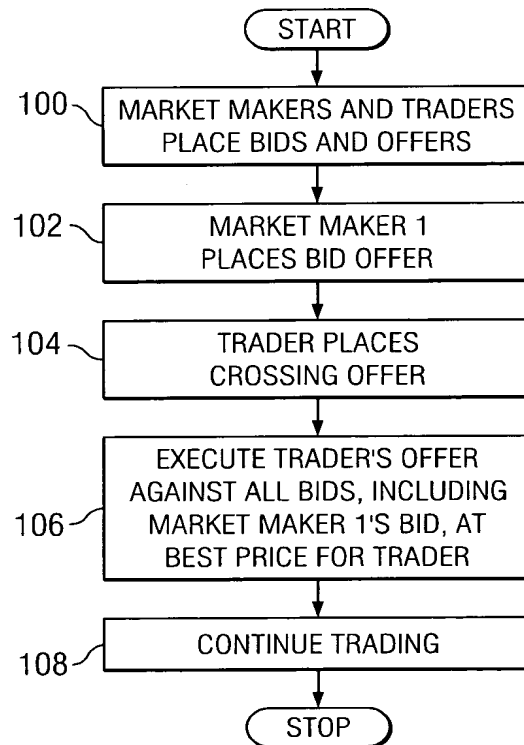 START
100
MARKET MAKERS AND TRADERS
PLACE BIDS AND OFFERS
102
MARKET MAKER 1
PLACES BID OFFER
104
TRADER PLACES
CROSSING OFFER
106
EXECUTE TRADER'S OFFER
AGAINST ALL BIDS, INCLUDING
MARKET MAKER 1'S BID, AT
BEST PRICE FOR TRADER
108
CONTINUE TRADING
STOP